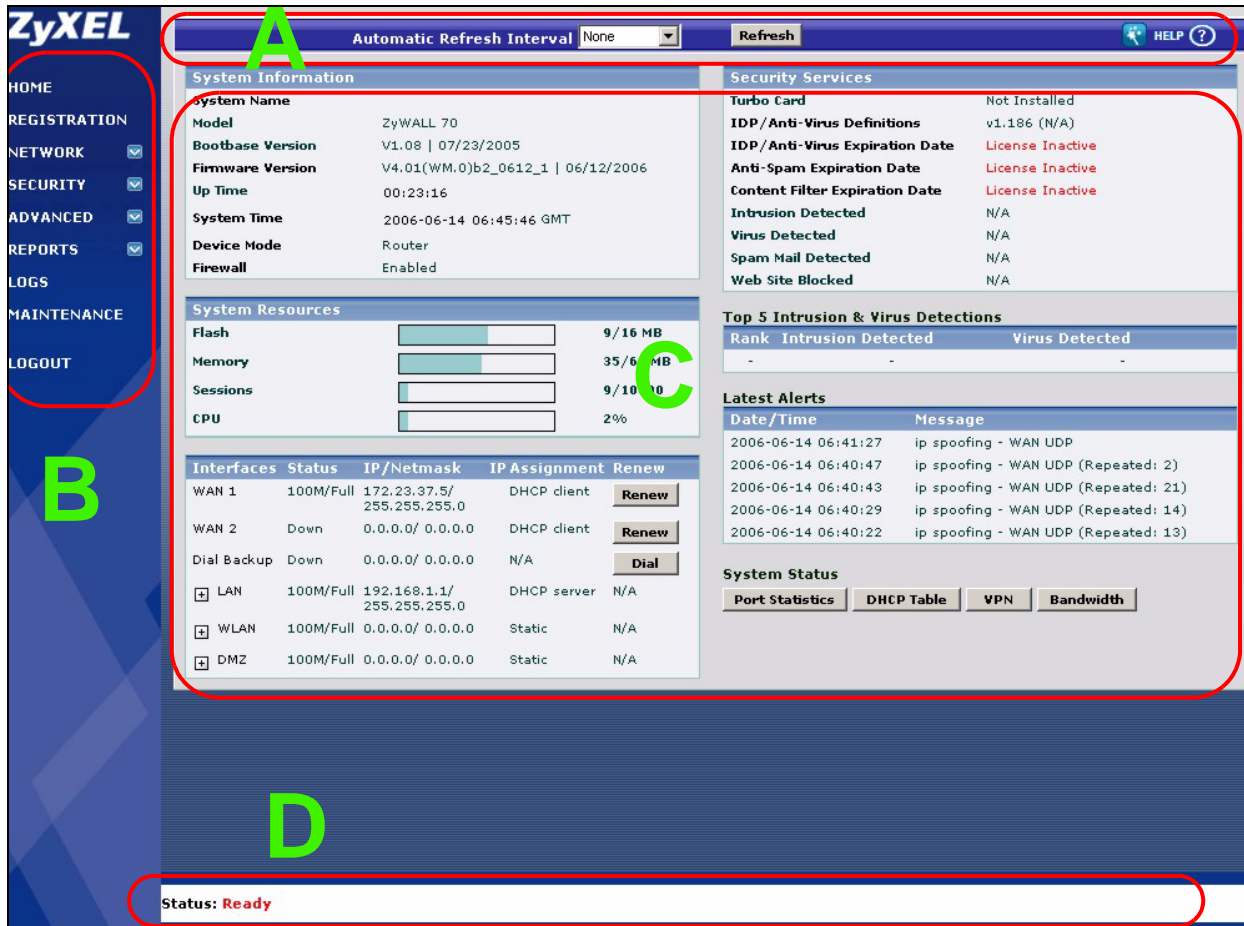 ZyXEL
A
Automatic Refresh Interval None Refresh HELP ?
HOME
REGISTRATION
NETWORK
SECURITY
ADVANCED
REPORTS
LOGS
MAINTENANCE
LOGOUT
B
System Information
System Name
Model ZyWALL 70
Bootbase Version V1.08 | 07/23/2005
Firmware Version V4.01(WM.0)b2_0612_1 | 06/12/2006
Up Time 00:23:16
System Time 2006-06-14 06:45:46 GMT
Device Mode Router
Firewall Enabled
System Resources
Flash 9/16 MB
Memory MB
Sessions
CPU 2%
C
Interfaces Status IP/Netmask IP Assignment Renew
WAN 1 100M/Full 172.23.37.5/ DHCP client Renew
255.255.255.0
WAN 2 Down 0.0.0.0/ 0.0.0.0 DHCP client Renew
Dial Backup Down 0.0.0.0/ 0.0.0.0 N/A Dial
+ LAN 100M/Full 192.168.1.1/ DHCP server N/A
255.255.255.0
+ WLAN 100M/Full 0.0.0.0/ 0.0.0.0 Static N/A
+ DMZ 100M/Full 0.0.0.0/ 0.0.0.0 Static N/A
Security Services
Turbo Card Not Installed
IDP/Anti-Virus Definitions v1.186 (N/A)
IDP/Anti-Virus Expiration Date License Inactive
Anti-Spam Expiration Date License Inactive
Content Filter Expiration Date License Inactive
Intrusion Detected N/A
Virus Detected N/A
Spam Mail Detected N/A
Web Site Blocked N/A
Top 5 Intrusion & Virus Detections
Rank Intrusion Detected Virus Detected
- - -
Latest Alerts
Date/Time Message
2006-06-14 06:41:27 ip spoofing - WAN UDP
2006-06-14 06:40:47 ip spoofing - WAN UDP (Repeated: 2)
2006-06-14 06:40:43 ip spoofing - WAN UDP (Repeated: 21)
2006-06-14 06:40:29 ip spoofing - WAN UDP (Repeated: 14)
2006-06-14 06:40:22 ip spoofing - WAN UDP (Repeated: 13)
System Status
Port Statistics DHCP Table VPN Bandwidth
D
Status: Ready